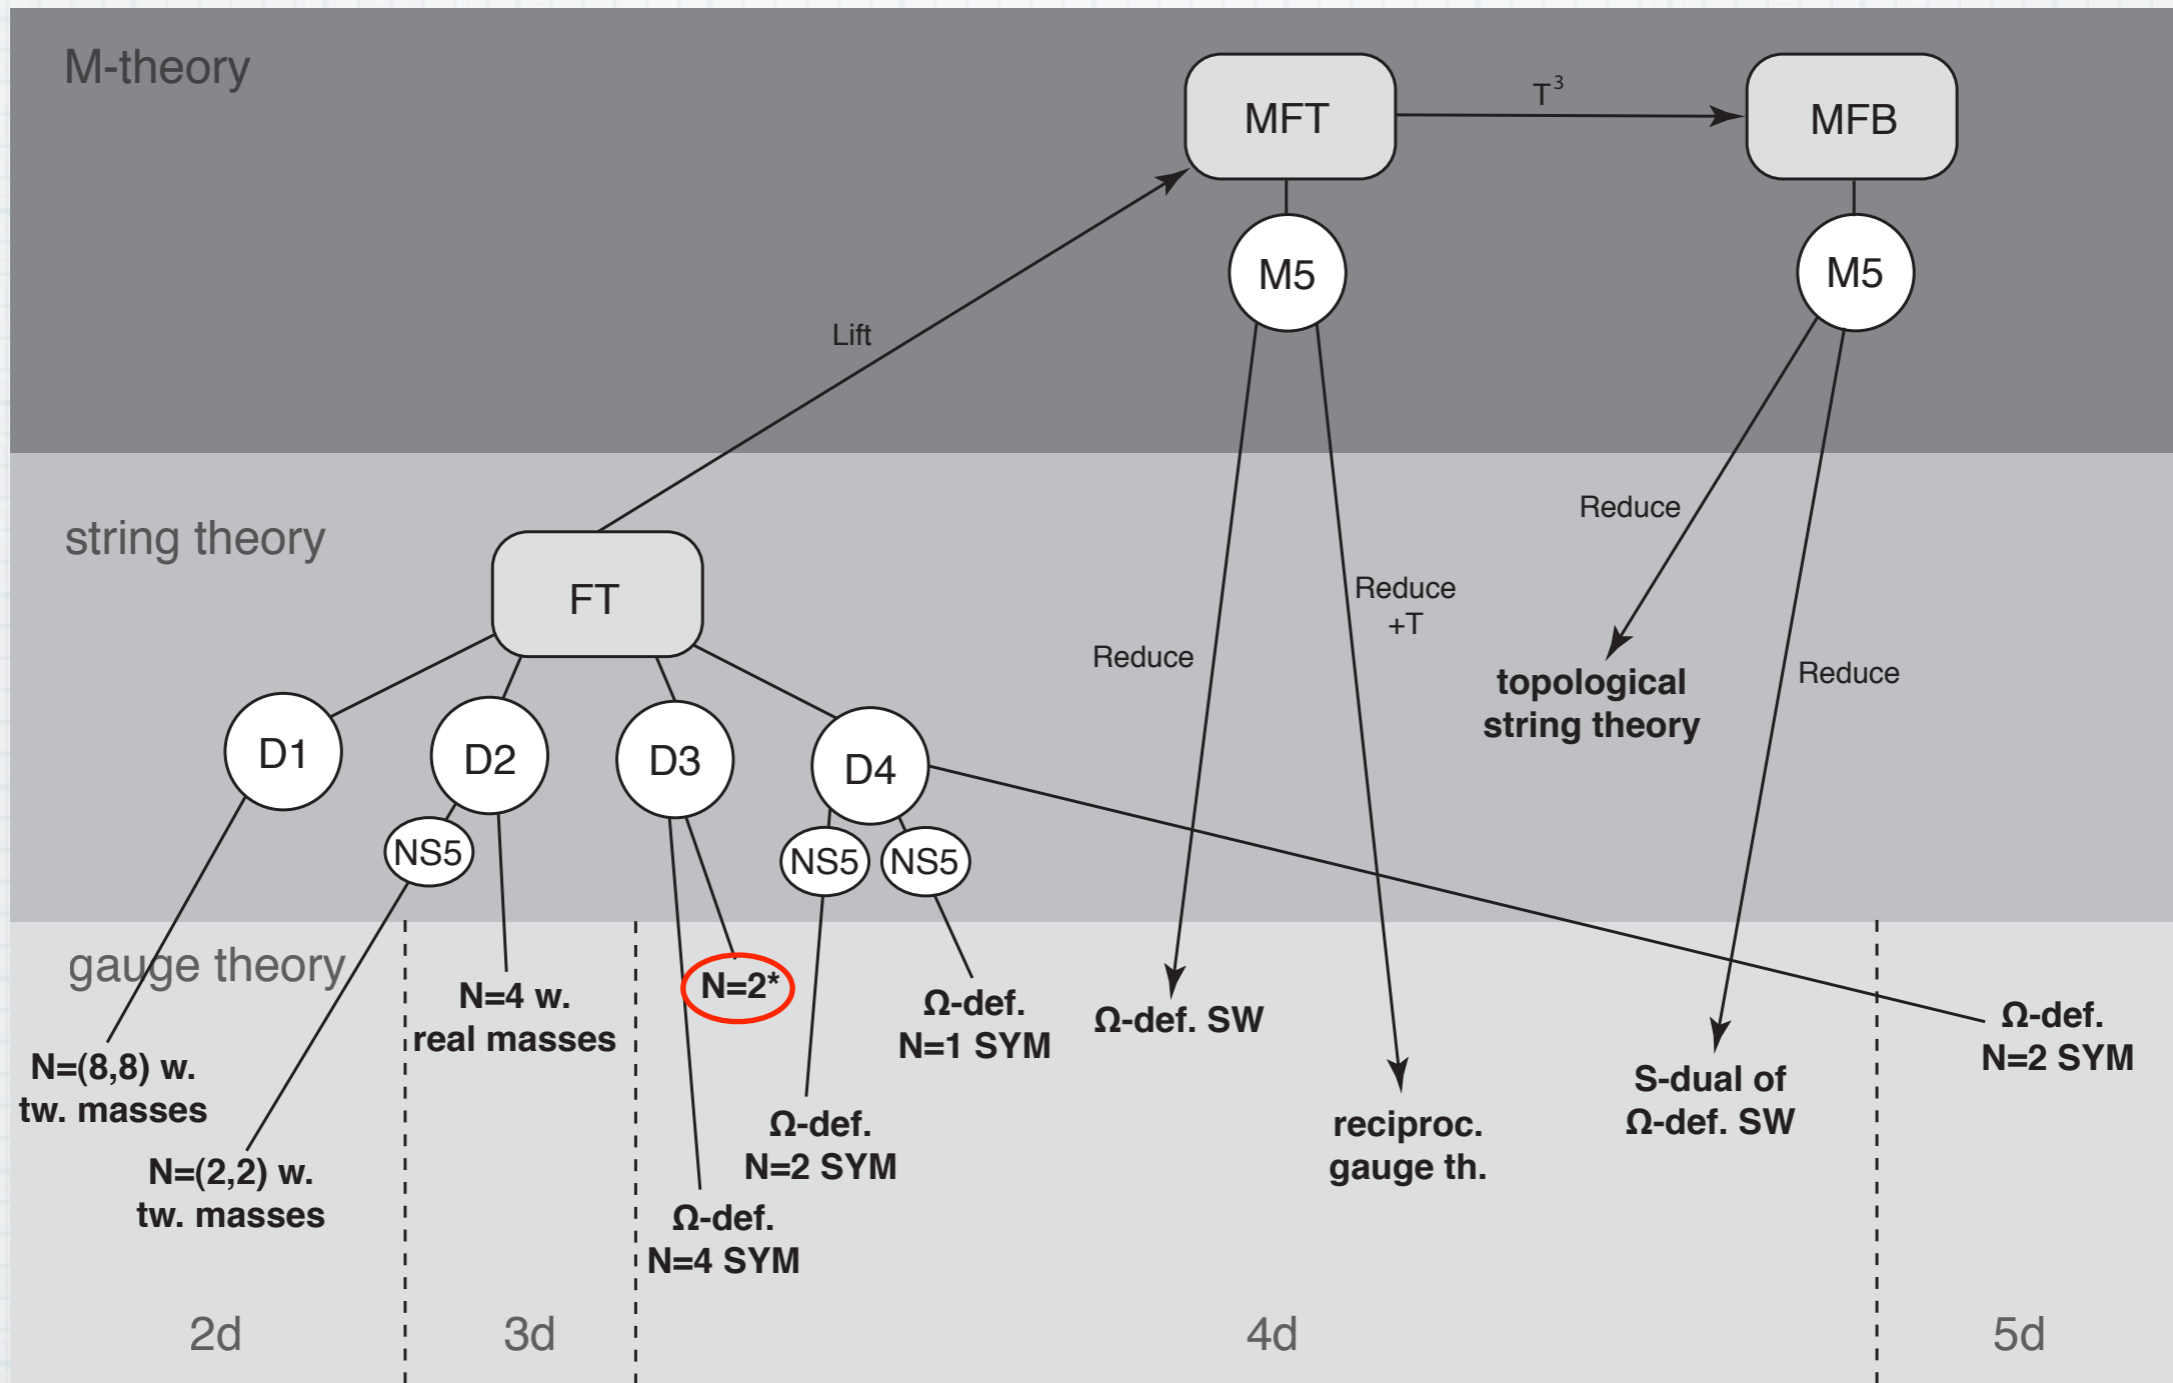 M-theory
MFT
T³
MFB
M5
M5
Lift
string theory
FT
Reduce
Reduce
+T
Reduce
topological
string theory
Reduce
D1
D2
D3
D4
NS5
NS5
NS5
gauge theory
N=2*
N=4 w.
real masses
Ω-def.
N=1 SYM
Ω-def. SW
Ω-def.
N=2 SYM
N=(8,8) w.
tw. masses
S-dual of
Ω-def. SW
Ω-def.
N=2 SYM
reciproc.
gauge th.
N=(2,2) w.
tw. masses
Ω-def.
N=4 SYM
2d
3d
4d
5d